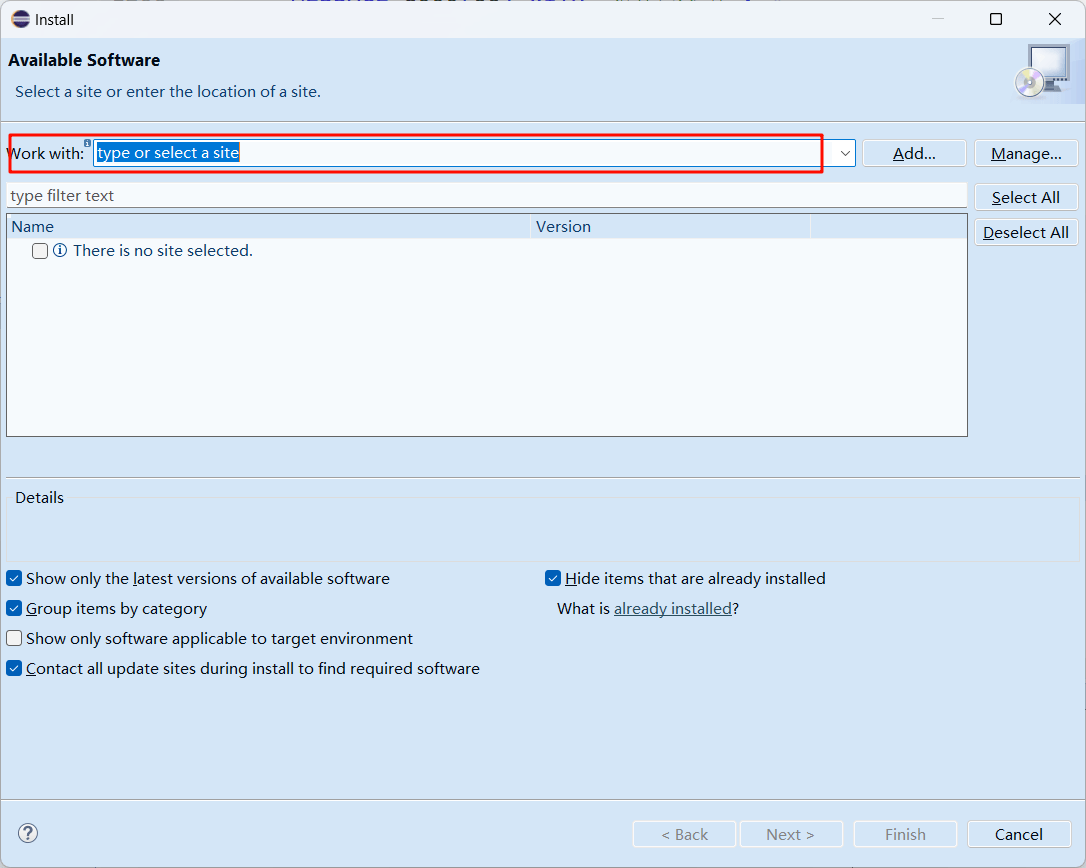 Install
Available Software
Select a site or enter the location of a site.
Work with: type or select a site Add... Manage...
type filter text Select All
Name Version Deselect All
There is no site selected.
Details
Show only the latest versions of available software Hide items that are already installed
Group items by category What is already installed?
Show only software applicable to target environment
Contact all update sites during install to find required software
? < Back Next > Finish Cancel